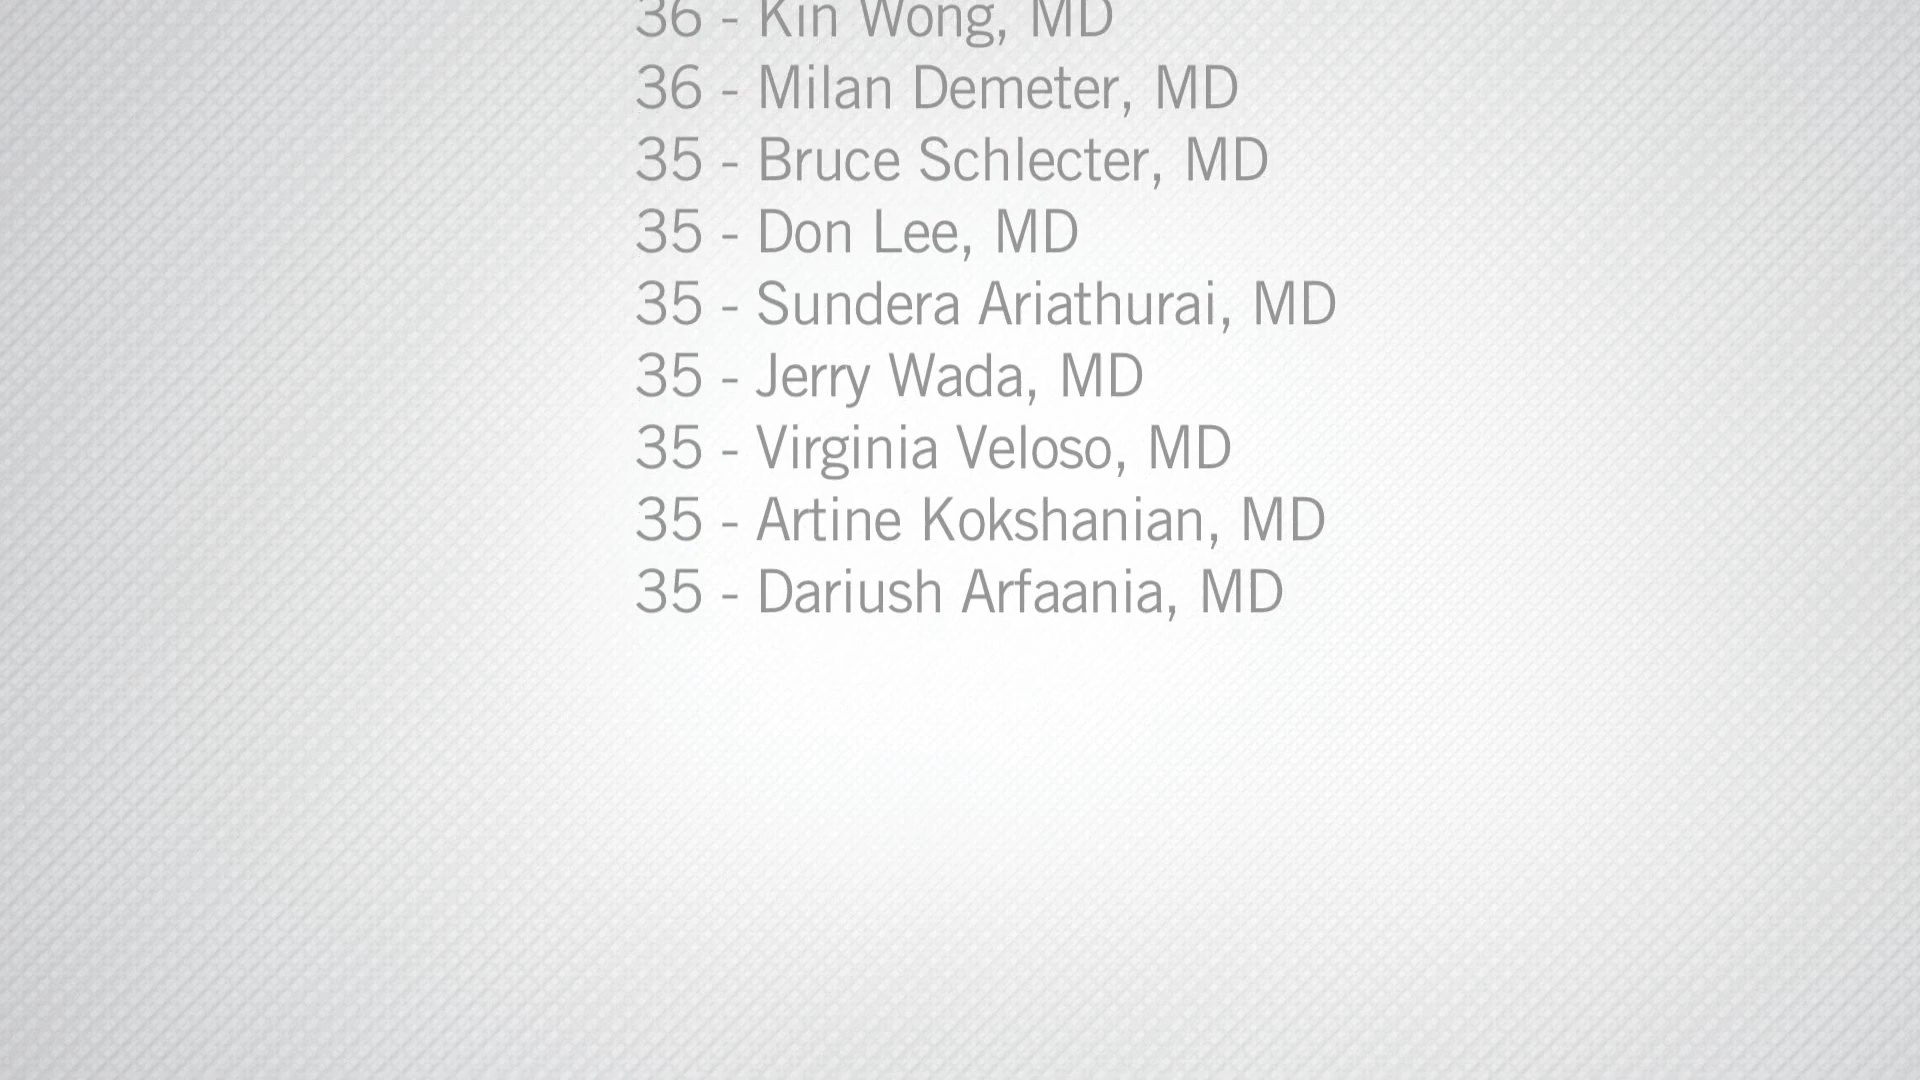 36 - Kin Wong, MD
36 - Milan Demeter, MD
35 - Bruce Schlecter, MD
35 - Don Lee, MD
35 - Sundera Ariathurai, MD
35 - Jerry Wada, MD
35 - Virginia Veloso, MD
35 - Artine Kokshanian, MD
35 - Dariush Arfaania, MD